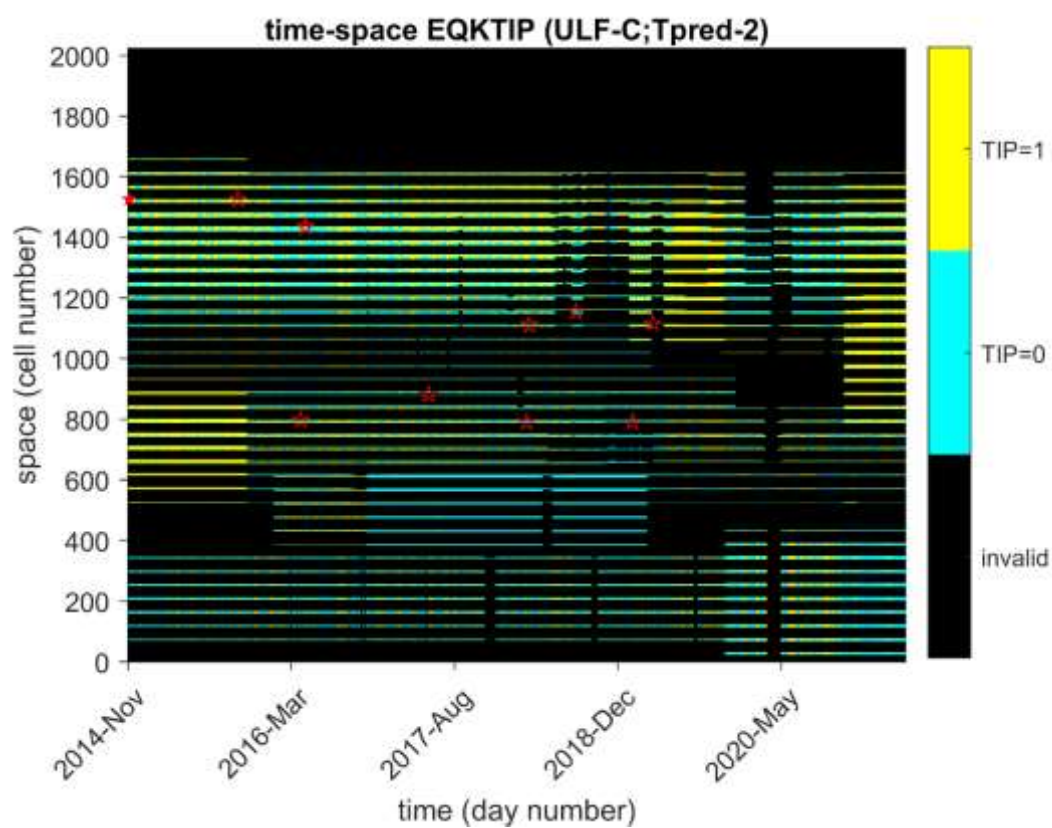 time-space EQKTIP (ULF-C;Tpred-2)
2000
1800
1600
1400
1200
1000
800
600
400
200
0
space (cell number)
2014-Nov
2016-Mar
2017-Aug
2018-Dec
2020-May
time (day number)
TIP=1
TIP=0
invalid